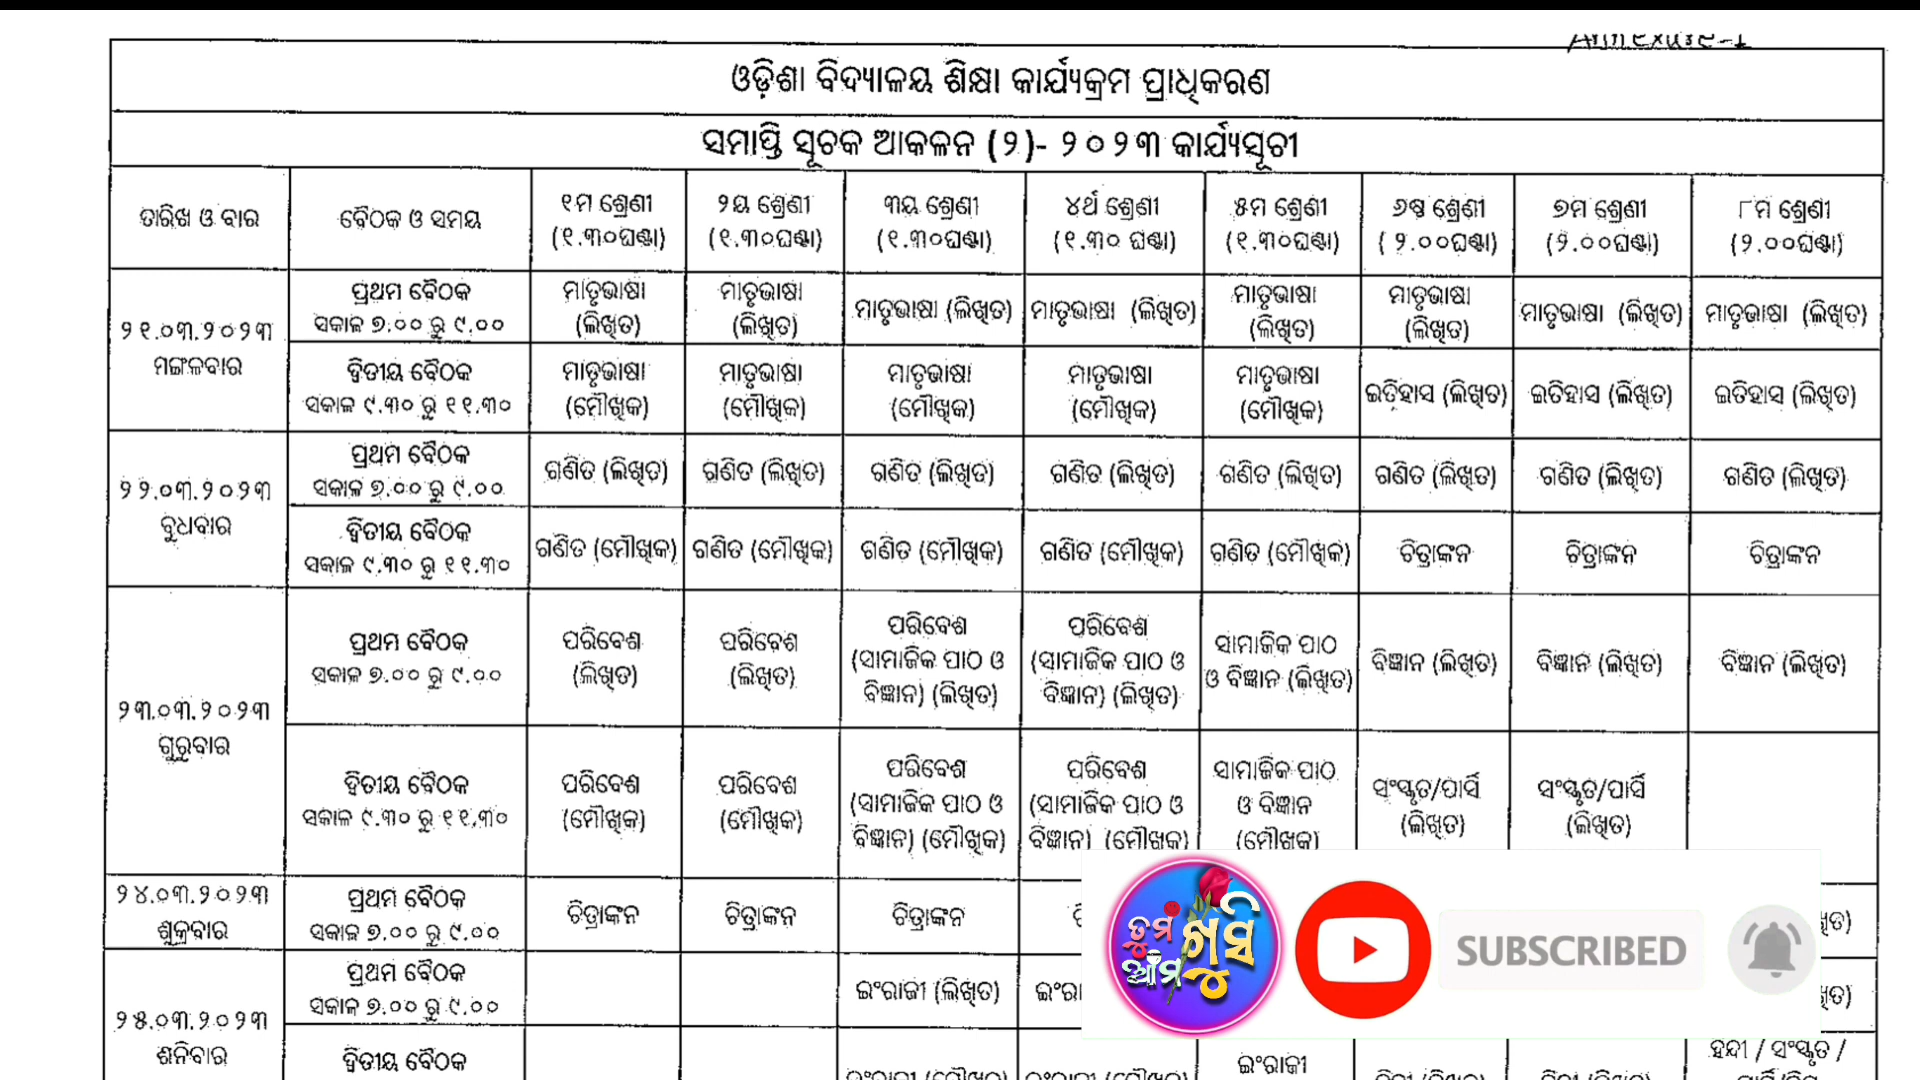 Annexure-1
ଓଡ଼ିଶା ବିଦ୍ୟାଳୟ ଶିକ୍ଷା କାର୍ଯ୍ୟକ୍ରମ ପ୍ରାଧିକରଣ
ସମାପ୍ତି ସୂଚକ ଆକଳନ (୨)- ୨୦୨୩ କାର୍ଯ୍ୟସୂଚୀ
ତାରିଖ ଓ ବାର ବୈଠକ ଓ ସମୟ ୧ମ ଶ୍ରେଣୀ ୨ୟ ଶ୍ରେଣୀ ୩ୟ ଶ୍ରେଣୀ ୪ର୍ଥ ଶ୍ରେଣୀ ୫ମ ଶ୍ରେଣୀ ୬ଷ୍ଠ ଶ୍ରେଣୀ ୭ମ ଶ୍ରେଣୀ ୮ମ ଶ୍ରେଣୀ
(୧.୩୦ଘଣ୍ଟା) (୧.୩୦ଘଣ୍ଟା) (୧.୩୦ଘଣ୍ଟା) (୧.୩୦ ଘଣ୍ଟା) (୧.୩୦ଘଣ୍ଟା) (୨.୦୦ଘଣ୍ଟା) (୨.୦୦ଘଣ୍ଟା) (୨.୦୦ଘଣ୍ଟା)
୨୧.୦୩.୨୦୨୩
ମଙ୍ଗଳବାର
ପ୍ରଥମ ବୈଠକ
ସକାଳ ୭.୦୦ ରୁ ୯.୦୦
ମାତୃଭାଷା
(ଲିଖିତ)
ମାତୃଭାଷା
(ଲିଖିତ)
ମାତୃଭାଷା (ଲିଖିତ)
ମାତୃଭାଷା (ଲିଖିତ)
ମାତୃଭାଷା
(ଲିଖିତ)
ମାତୃଭାଷା
(ଲିଖିତ)
ମାତୃଭାଷା (ଲିଖିତ)
ମାତୃଭାଷା (ଲିଖିତ)
ଦ୍ୱିତୀୟ ବୈଠକ
ସକାଳ ୯.୩୦ ରୁ ୧୧.୩୦
ମାତୃଭାଷା
(ମୌଖିକ)
ମାତୃଭାଷା
(ମୌଖିକ)
ମାତୃଭାଷା
(ମୌଖିକ)
ମାତୃଭାଷା
(ମୌଖିକ)
ମାତୃଭାଷା
(ମୌଖିକ)
ଇତିହାସ (ଲିଖିତ)
ଇତିହାସ (ଲିଖିତ)
ଇତିହାସ (ଲିଖିତ)
୨୨.୦୩.୨୦୨୩
ବୁଧବାର
ପ୍ରଥମ ବୈଠକ
ସକାଳ ୭.୦୦ ରୁ ୯.୦୦
ଗଣିତ (ଲିଖିତ)
ଗଣିତ (ଲିଖିତ)
ଗଣିତ (ଲିଖିତ)
ଗଣିତ (ଲିଖିତ)
ଗଣିତ (ଲିଖିତ)
ଗଣିତ (ଲିଖିତ)
ଗଣିତ (ଲିଖିତ)
ଗଣିତ (ଲିଖିତ)
ଦ୍ୱିତୀୟ ବୈଠକ
ସକାଳ ୯.୩୦ ରୁ ୧୧.୩୦
ଗଣିତ (ମୌଖିକ)
ଗଣିତ (ମୌଖିକ)
ଗଣିତ (ମୌଖିକ)
ଗଣିତ (ମୌଖିକ)
ଗଣିତ (ମୌଖିକ)
ଚିତ୍ରାଙ୍କନ
ଚିତ୍ରାଙ୍କନ
ଚିତ୍ରାଙ୍କନ
୨୩.୦୩.୨୦୨୩
ଗୁରୁବାର
ପ୍ରଥମ ବୈଠକ
ସକାଳ ୭.୦୦ ରୁ ୯.୦୦
ପରିବେଶ
(ଲିଖିତ)
ପରିବେଶ
(ଲିଖିତ)
ପରିବେଶ
(ସାମାଜିକ ପାଠ ଓ
ବିଜ୍ଞାନ) (ଲିଖିତ)
ପରିବେଶ
(ସାମାଜିକ ପାଠ ଓ
ବିଜ୍ଞାନ) (ଲିଖିତ)
ସାମାଜିକ ପାଠ
ଓ ବିଜ୍ଞାନ (ଲିଖିତ)
ବିଜ୍ଞାନ (ଲିଖିତ)
ବିଜ୍ଞାନ (ଲିଖିତ)
ବିଜ୍ଞାନ (ଲିଖିତ)
ଦ୍ୱିତୀୟ ବୈଠକ
ସକାଳ ୯.୩୦ ରୁ ୧୧.୩୦
ପରିବେଶ
(ମୌଖିକ)
ପରିବେଶ
(ମୌଖିକ)
ପରିବେଶ
(ସାମାଜିକ ପାଠ ଓ
ବିଜ୍ଞାନ) (ମୌଖିକ)
ପରିବେଶ
(ସାମାଜିକ ପାଠ ଓ
ବିଜ୍ଞାନ) (ମୌଖିକ)
ସାମାଜିକ ପାଠ
ଓ ବିଜ୍ଞାନ
(ମୌଖିକ)
ସଂସ୍କୃତ/ପାର୍ସି
(ଲିଖିତ)
ସଂସ୍କୃତ/ପାର୍ସି
(ଲିଖିତ)
୨୪.୦୩.୨୦୨୩
ଶୁକ୍ରବାର
ପ୍ରଥମ ବୈଠକ
ସକାଳ ୭.୦୦ ରୁ ୯.୦୦
ଚିତ୍ରାଙ୍କନ
ଚିତ୍ରାଙ୍କନ
ଚିତ୍ରାଙ୍କନ
୨୫.୦୩.୨୦୨୩
ଶନିବାର
ପ୍ରଥମ ବୈଠକ
ସକାଳ ୭.୦୦ ରୁ ୯.୦୦
ଇଂରାଜୀ (ଲିଖିତ)
ଦ୍ୱିତୀୟ ବୈଠକ
ଇଂରାଜୀ
ହିନ୍ଦୀ / ସଂସ୍କୃତ /
ତୁମ ଖୁସି
ଆମ
SUBSCRIBED